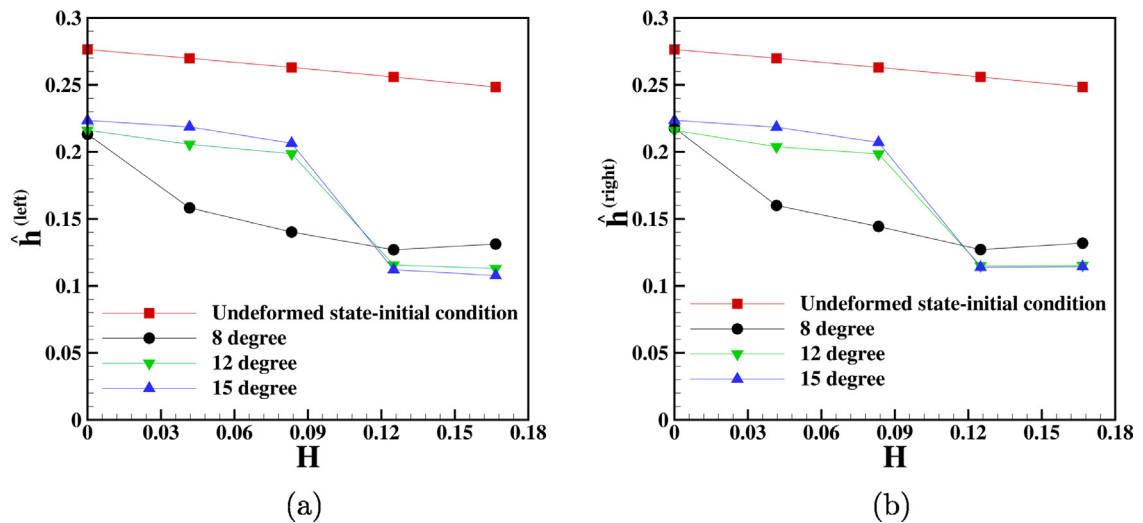 0.3
0.25
0.2
0.15
0.1
0.05
0
ĥ (left)
Undeformed state-initial condition
8 degree
12 degree
15 degree
0 0.03 0.06 0.09 0.12 0.15 0.18
H
(a)
0.3
0.25
0.2
0.15
0.1
0.05
0
ĥ (right)
Undeformed state-initial condition
8 degree
12 degree
15 degree
0 0.03 0.06 0.09 0.12 0.15 0.18
H
(b)